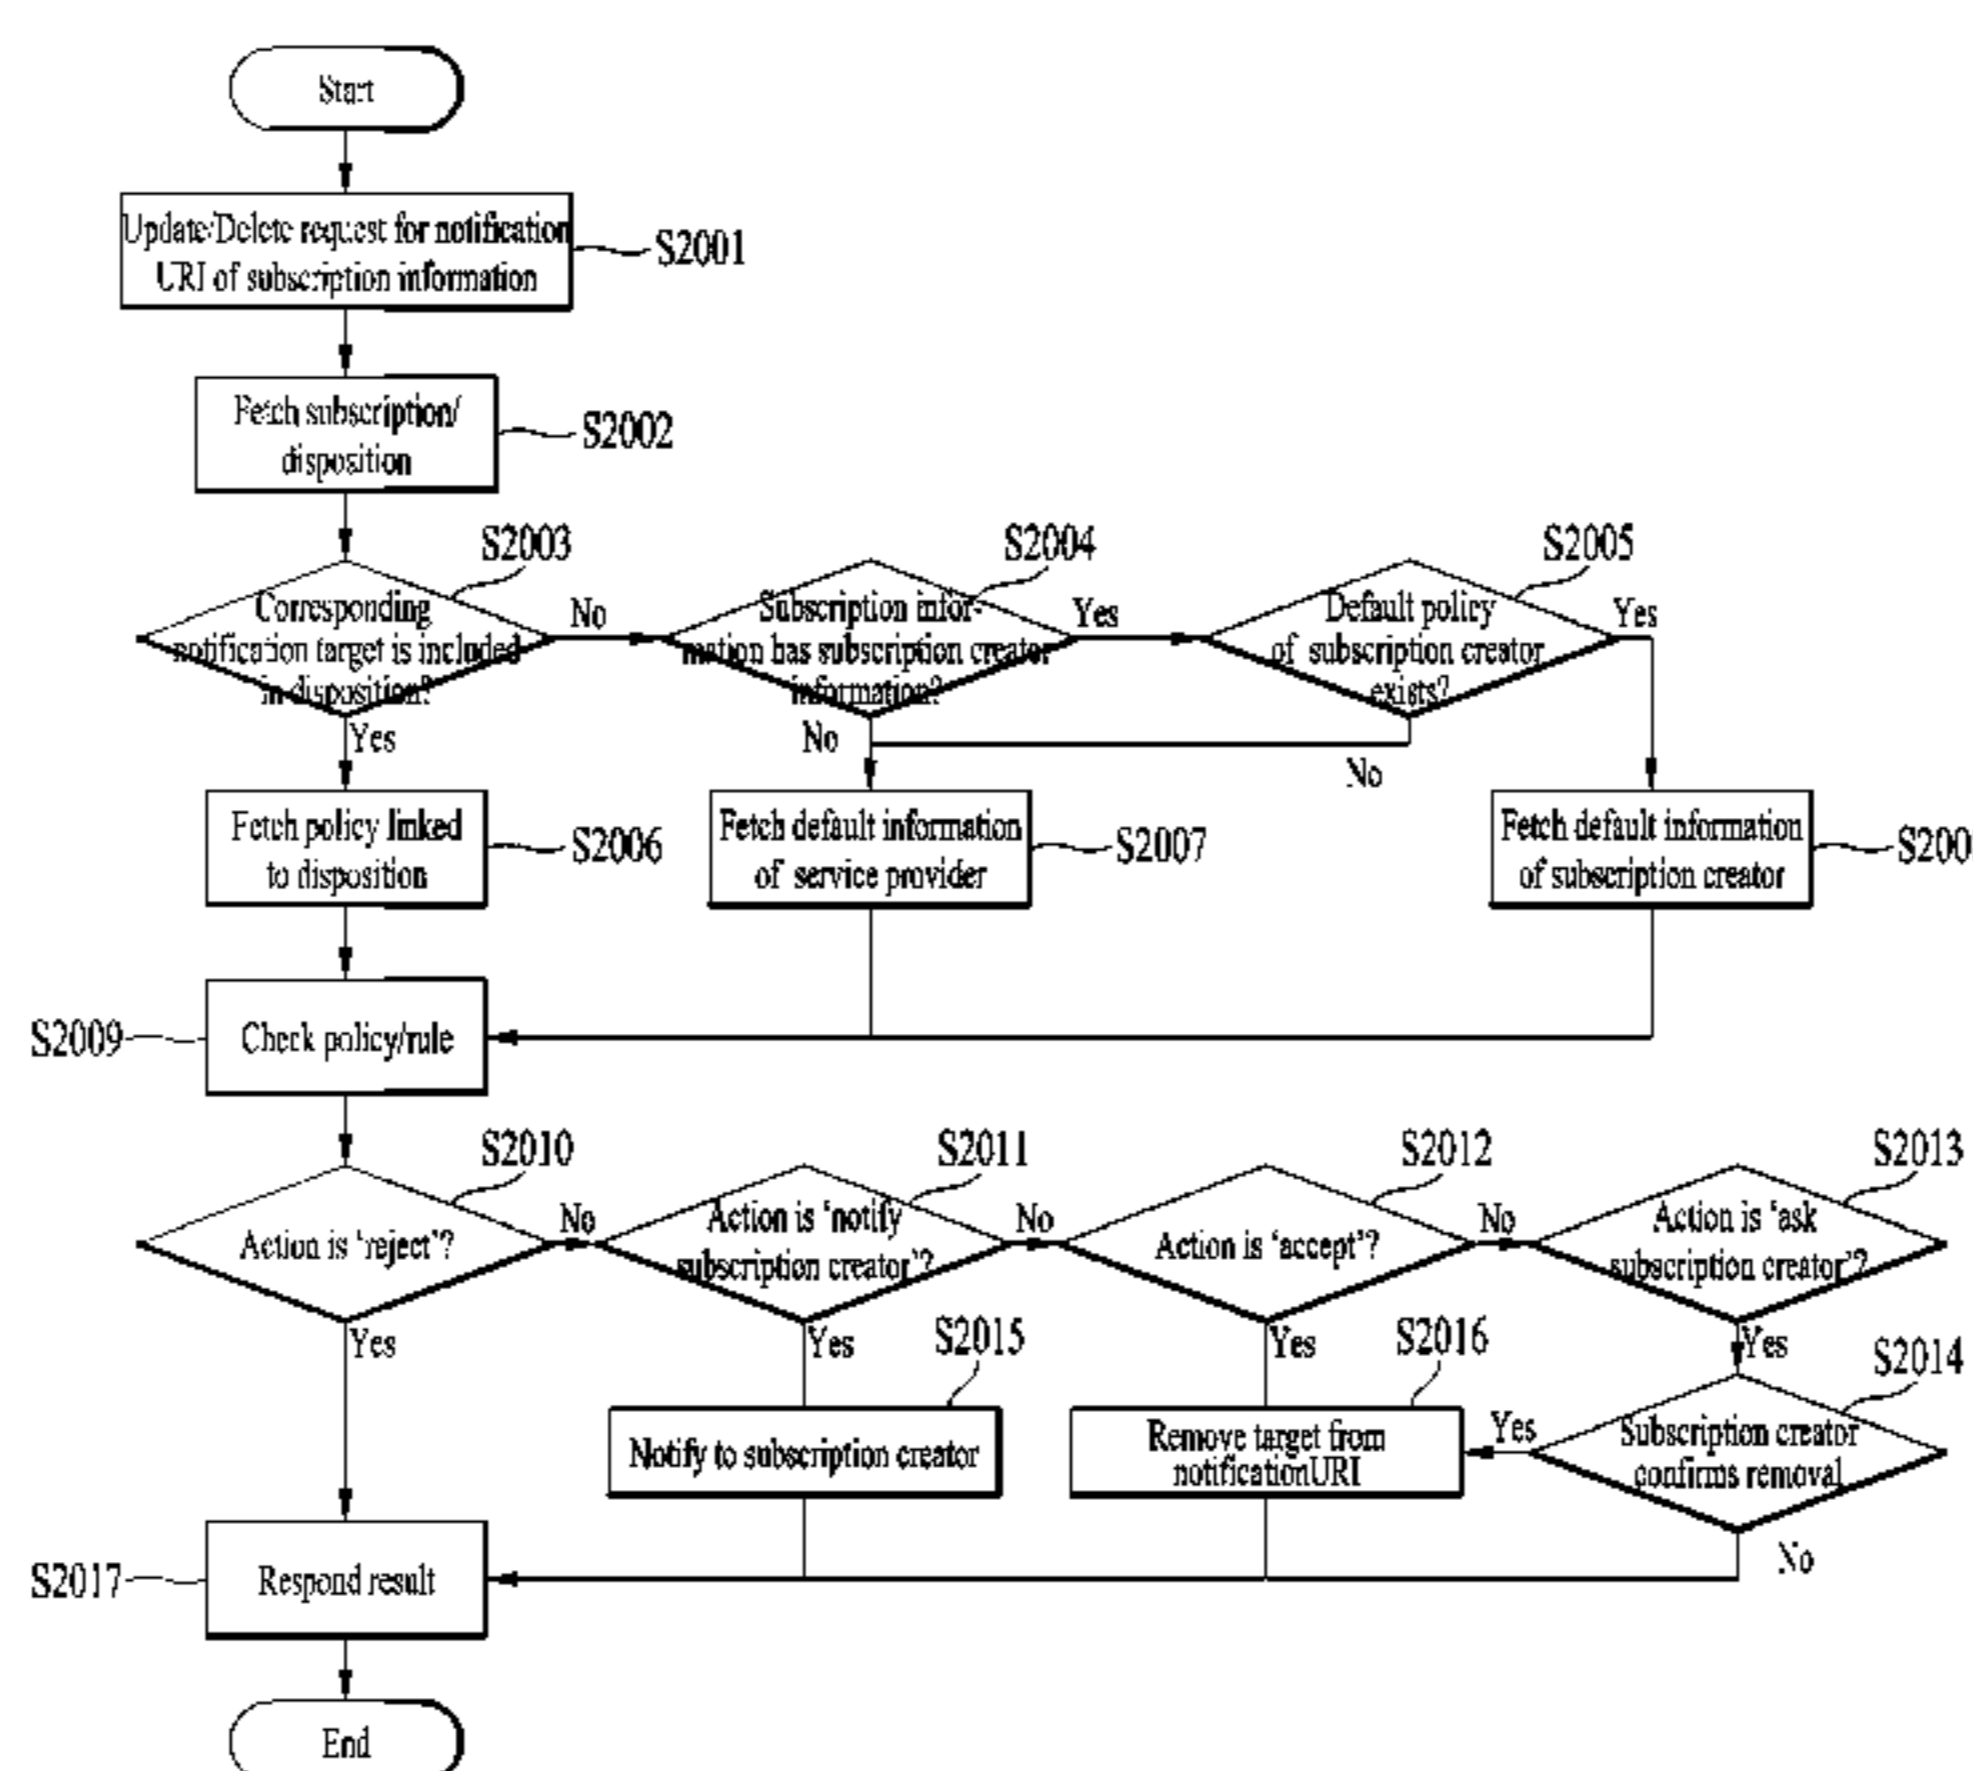 Start
Update/Delete request for notification
URI of subscription information
S2001
Fetch subscription/
disposition
S2002
S2003
Corresponding
notification target is included
in disposition?
No
Yes
S2004
Subscription infor-
mation has subscription creator
information?
Yes
No
S2005
Default policy
of subscription creator
exists?
Yes
No
Fetch policy linked
to disposition
S2006
Fetch default information
of service provider
S2007
Fetch default information
of subscription creator
S200
S2009
Check policy/rule
S2010
Action is 'reject'?
No
Yes
S2011
Action is 'notify
subscription creator'?
No
Yes
S2012
Action is 'accept'?
No
Yes
S2013
Action is 'ask
subscription creator'?
Yes
S2015
Notify to subscription creator
S2016
Remove target from
notificationURI
S2014
Subscription creator
confirms removal
Yes
No
S2017
Respond result
End